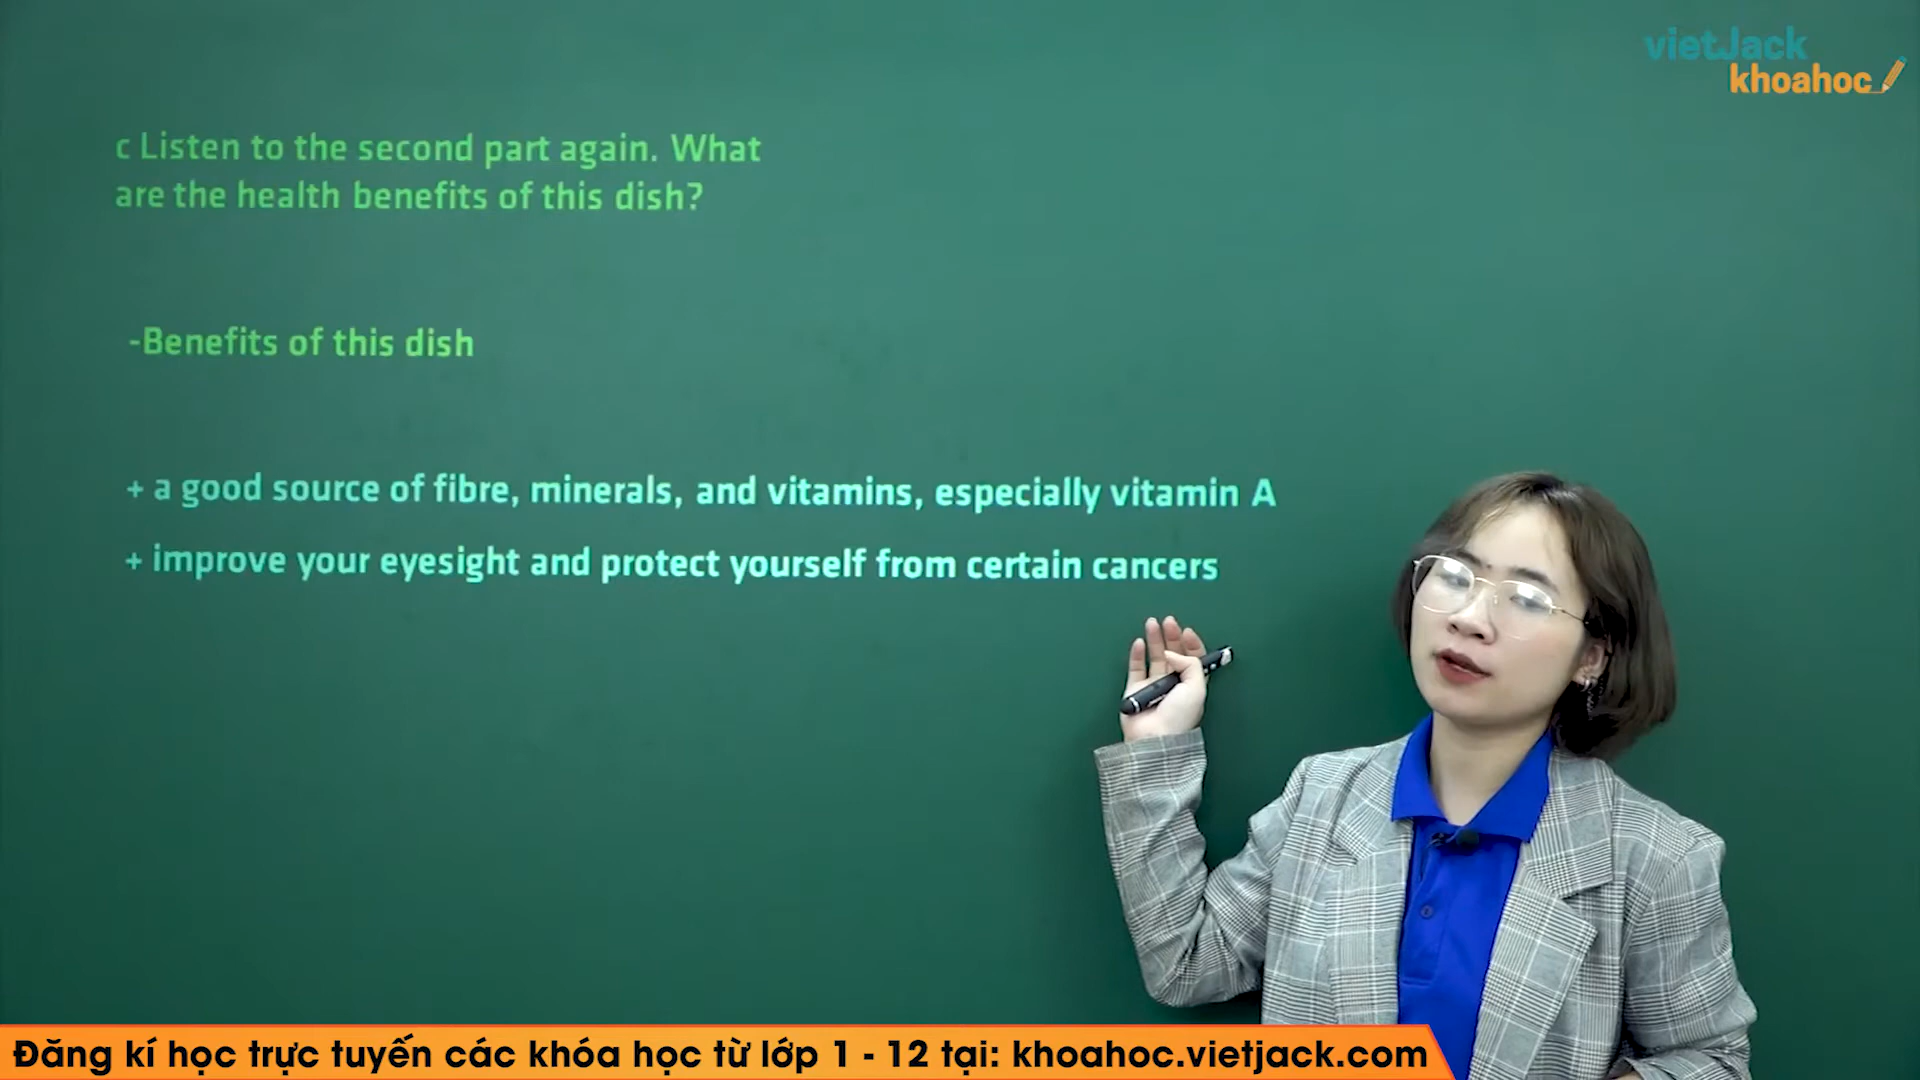 vietJack
khoahoc
c Listen to the second part again. What
are the health benefits of this dish?
-Benefits of this dish
+ a good source of fibre, minerals, and vitamins, especially vitamin A
+ improve your eyesight and protect yourself from certain cancers
Đăng kí học trực tuyến các khóa học từ lớp 1 - 12 tại: khoahoc.vietjack.com